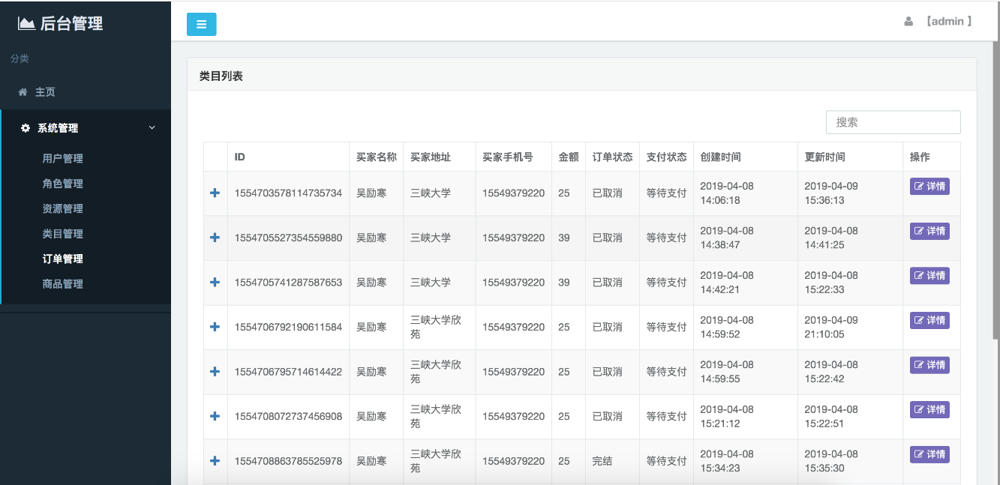 后台管理
【admin 】
分类
主页
系统管理
用户管理
角色管理
资源管理
类目管理
订单管理
商品管理
类目列表
搜索
ID 买家名称 买家地址 买家手机号 金额 订单状态 支付状态 创建时间 更新时间 操作
1554703578114735734 吴励寒 三峡大学 15549379220 25 已取消 等待支付 2019-04-08 14:06:18 2019-04-09 15:36:13 详情
1554705527354559880 吴励寒 三峡大学 15549379220 39 已取消 等待支付 2019-04-08 14:38:47 2019-04-08 14:41:25 详情
1554705741287587653 吴励寒 三峡大学 15549379220 39 已取消 等待支付 2019-04-08 14:42:21 2019-04-08 15:22:33 详情
1554706792190611584 吴励寒 三峡大学欣苑 15549379220 25 已取消 等待支付 2019-04-08 14:59:52 2019-04-09 21:10:05 详情
1554706795714614422 吴励寒 三峡大学欣苑 15549379220 25 已取消 等待支付 2019-04-08 14:59:55 2019-04-08 15:22:42 详情
1554708072737456908 吴励寒 三峡大学欣苑 15549379220 25 已取消 等待支付 2019-04-08 15:21:12 2019-04-08 15:22:51 详情
1554708863785525978 吴励寒 三峡大学欣苑 15549379220 25 完结 等待支付 2019-04-08 15:34:23 2019-04-08 15:35:30 详情